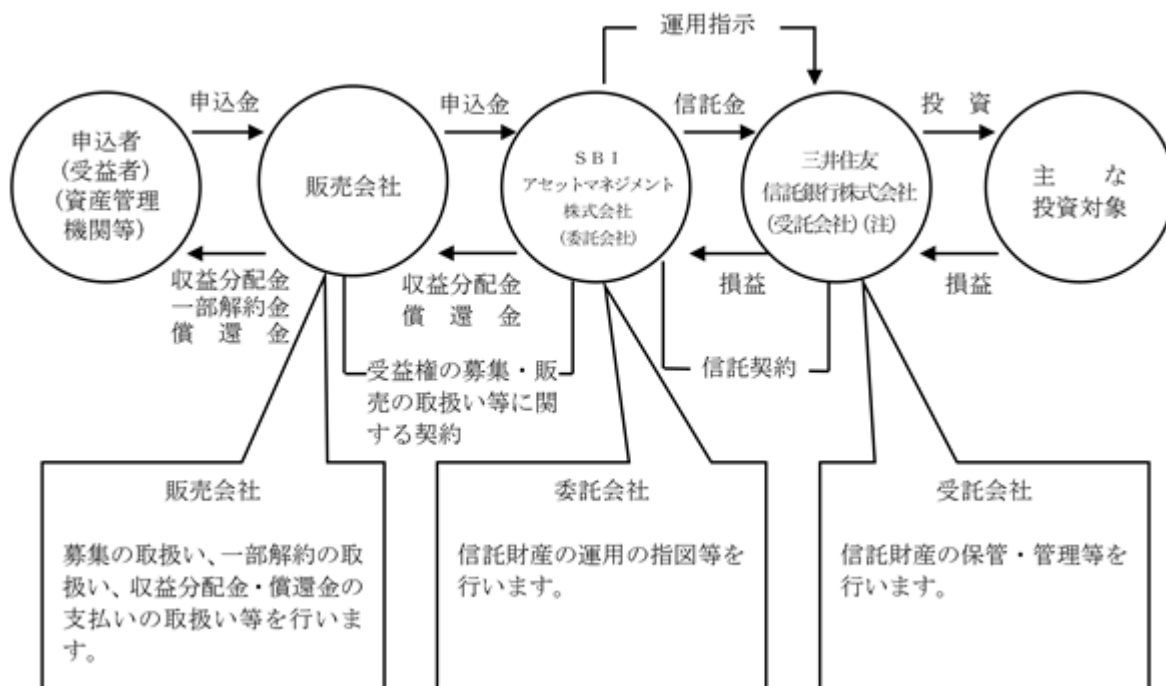 運用指示
申込金
申込金
信託金
投　資
申込者
(受益者)
(資産管理
機関等)
販売会社
ＳＢＩ
アセットマネジメント
株式会社
(委託会社)
三井住友
信託銀行株式会社
(受託会社)(注)
主　　な
投資対象
収益分配金
一部解約金
償　還　金
収益分配金
償　還　金
損益
損益
受益権の募集・販
売の取扱い等に関
する契約
信託契約
販売会社
募集の取扱い、一部解約の取
扱い、収益分配金・償還金の
支払いの取扱い等を行いま
す。
委託会社
信託財産の運用の指図等を
行います。
受託会社
信託財産の保管・管理等を
行います。